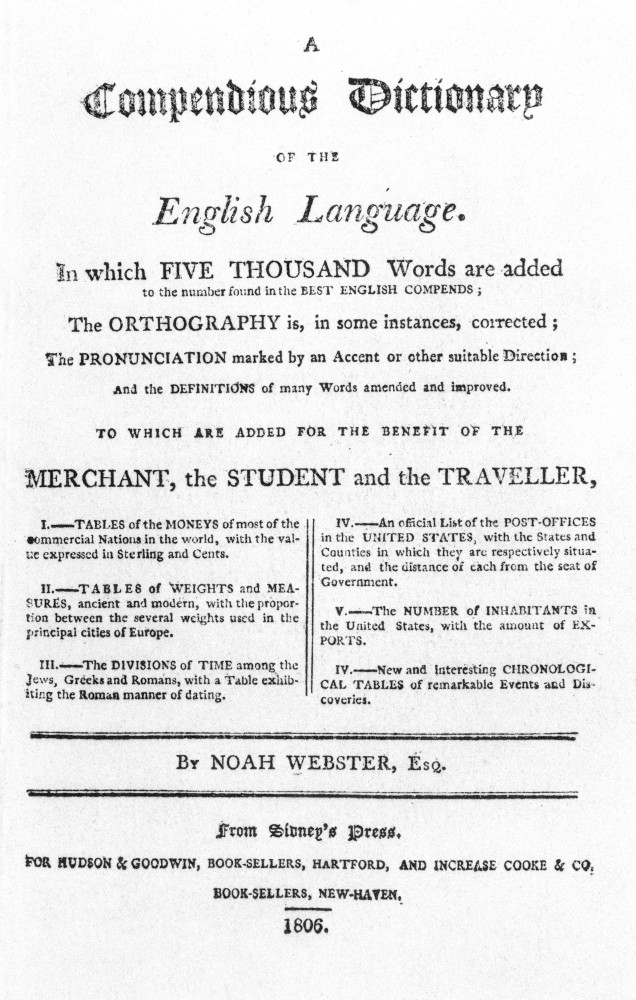 A
Compendious Dictionary
OF THE
English Language.
In which FIVE THOUSAND Words are added
to the number found in the BEST ENGLISH COMPENDS ;
The ORTHOGRAPHY is, in some instances, corrected ;
The PRONUNCIATION marked by an Accent or other suitable Direction ;
And the DEFINITIONS of many Words amended and improved.
TO WHICH ARE ADDED FOR THE BENEFIT OF THE
MERCHANT, the STUDENT and the TRAVELLER,
I.—TABLES of the MONEYS of most of the
commercial Nations in the world, with the val-
ue expressed in Sterling and Cents.
II.—TABLES of WEIGHTS and MEA-
SURES, ancient and modern, with the propor-
tion between the several weights used in the
principal cities of Europe.
III.—The DIVISIONS of TIME among the
Jews, Greeks and Romans, with a Table exhib-
iting the Roman manner of dating.
IV.—An official List of the POST-OFFICES
in the UNITED STATES, with the States and
Counties in which they are respectively situa-
ted, and the distance of each from the seat of
Government.
V.—The NUMBER of INHABITANTS in
the United States, with the amount of EX-
PORTS.
IV.—New and interesting CHRONOLOGI-
CAL TABLES of remarkable Events and Dis-
coveries.
By NOAH WEBSTER, Esq.
From Sidney's Press.
FOR HUDSON & GOODWIN, BOOK-SELLERS, HARTFORD, AND INCREASE COOKE & CO.
BOOK-SELLERS, NEW-HAVEN.
1806.